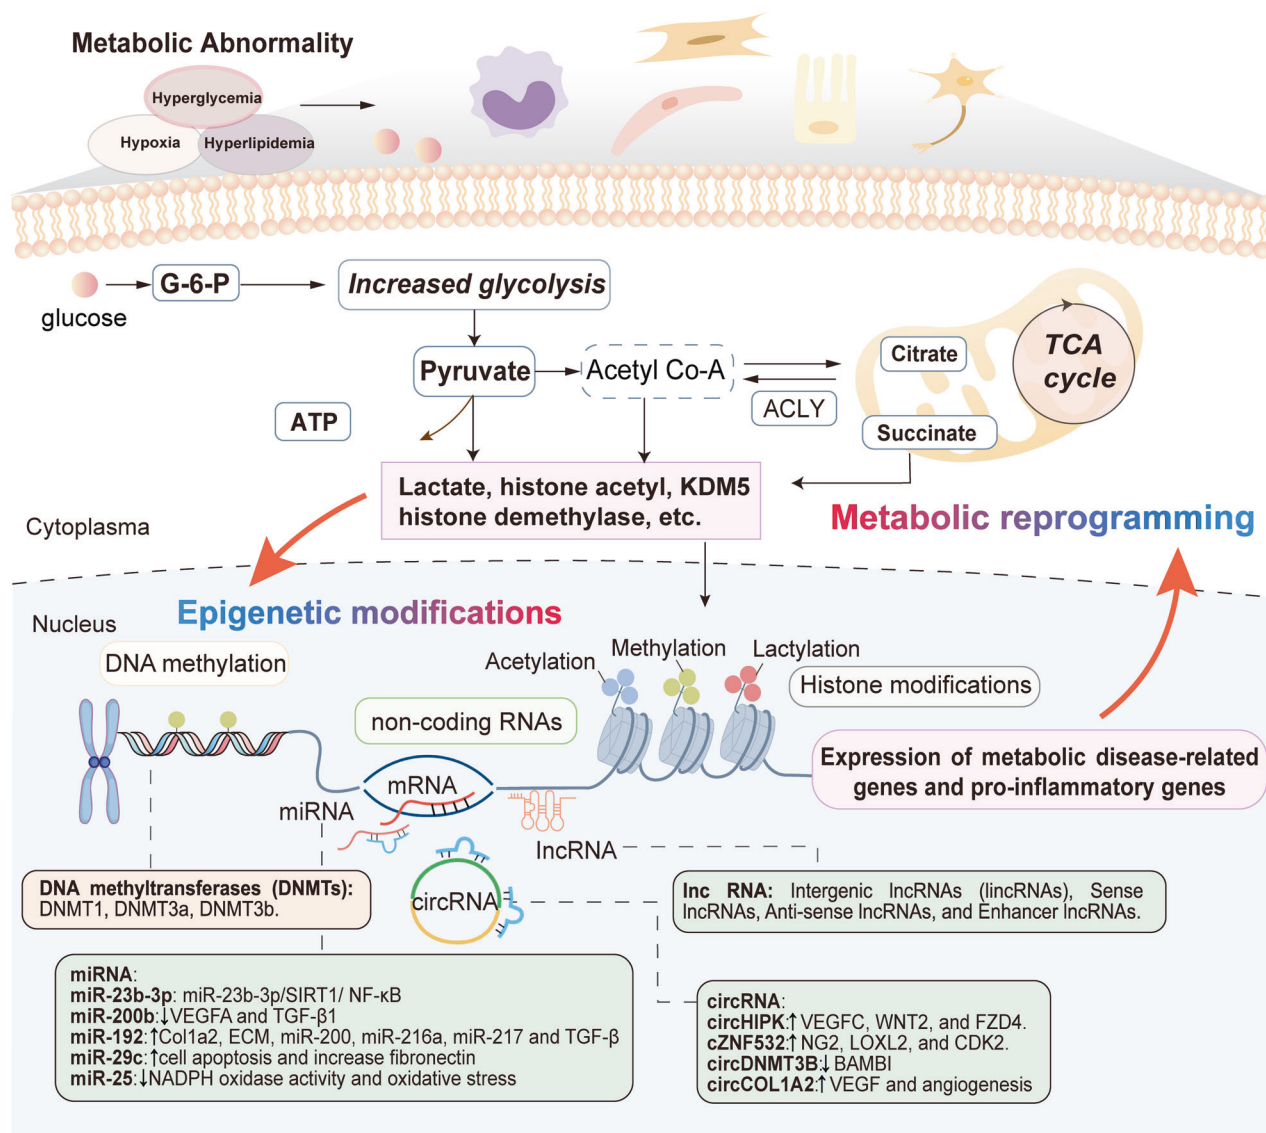 Metabolic Abnormality
Hyperglycemia
Hypoxia
Hyperlipidemia
glucose
G-6-P
Increased glycolysis
Pyruvate
Acetyl Co-A
ATP
ACLY
Citrate
Succinate
TCA
cycle
Lactate, histone acetyl, KDM5
histone demethylase, etc.
Cytoplasma
Metabolic reprogramming
Epigenetic modifications
Nucleus
DNA methylation
non-coding RNAs
Acetylation
Methylation
Lactylation
Histone modifications
Expression of metabolic disease-related
genes and pro-inflammatory genes
miRNA
mRNA
lncRNA
circRNA
DNA methyltransferases (DNMTs):
DNMT1, DNMT3a, DNMT3b.
lnc RNA: Intergenic lncRNAs (lincRNAs), Sense
lncRNAs, Anti-sense lncRNAs, and Enhancer lncRNAs.
miRNA:
miR-23b-3p: miR-23b-3p/SIRT1/ NF-κB
miR-200b:↓VEGFA and TGF-β1
miR-192:↑Col1a2, ECM, miR-200, miR-216a, miR-217 and TGF-β
miR-29c:↑cell apoptosis and increase fibronectin
miR-25:↓NADPH oxidase activity and oxidative stress
circRNA:
circHIPK:↑VEGFC, WNT2, and FZD4.
cZNF532:↑NG2, LOXL2, and CDK2.
circDNMT3B:↓BAMBI
circCOL1A2:↑VEGF and angiogenesis